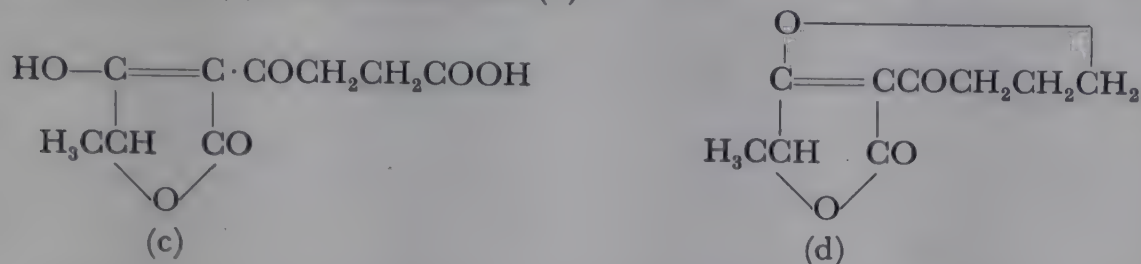 O
HO—C══C·COCH₂CH₂COOH
C══CCOCH₂CH₂CH₂
H₃CCH CO
H₃CCH CO
O
O
(c)
(d)